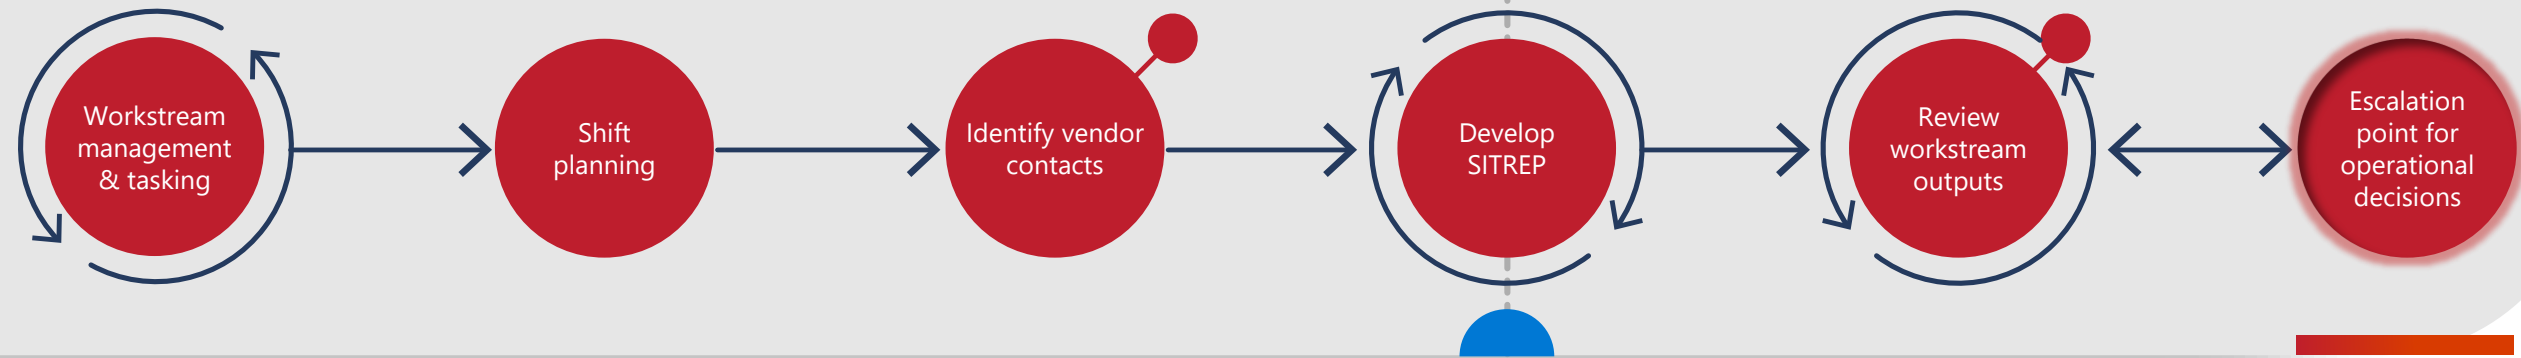 Workstream
management
& tasking
Shift
planning
Identify vendor
contacts
Develop
SITREP
Review
workstream
outputs
Escalation
point for
operational
decisions